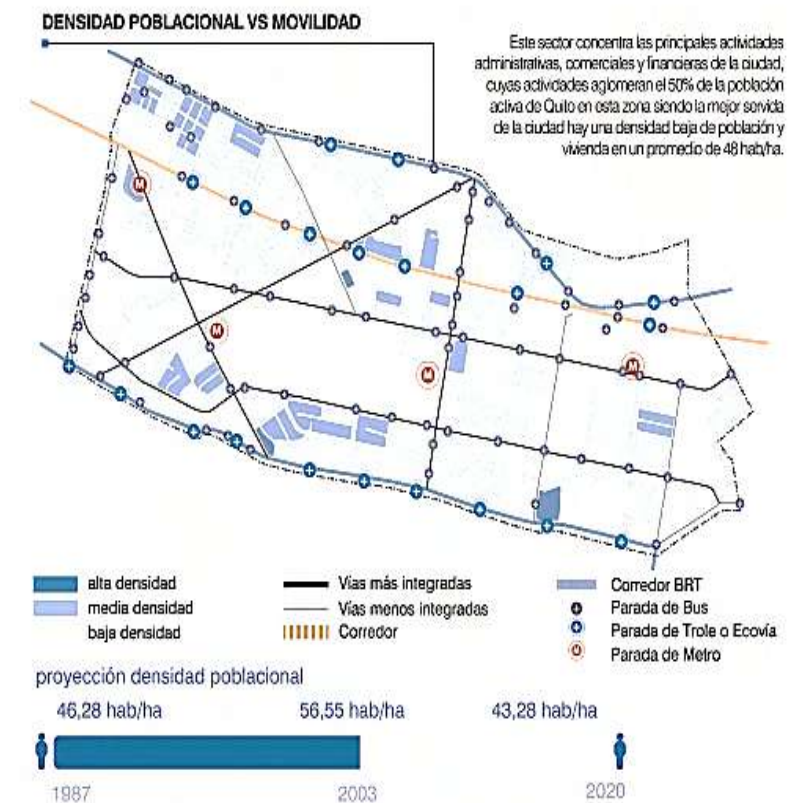 DENSIDAD POBLACIONAL VS MOVILIDAD
Este sector concentra las principales actividades
administrativas, comerciales y financieras de la ciudad,
cuyas actividades aglomeran el 50% de la población
activa de Quito en esta zona siendo la mejor servida
de la ciudad hay una densidad baja de población y
vivienda en un promedio de 48 hab/ha.
M
M
M
M
alta densidad
media densidad
baja densidad
Vías más integradas
Vías menos integradas
Corredor
Corredor BRT
Parada de Bus
Parada de Trole o Ecovía
M Parada de Metro
proyección densidad poblacional
46,28 hab/ha 56,55 hab/ha 43,28 hab/ha
1987 2003 2020